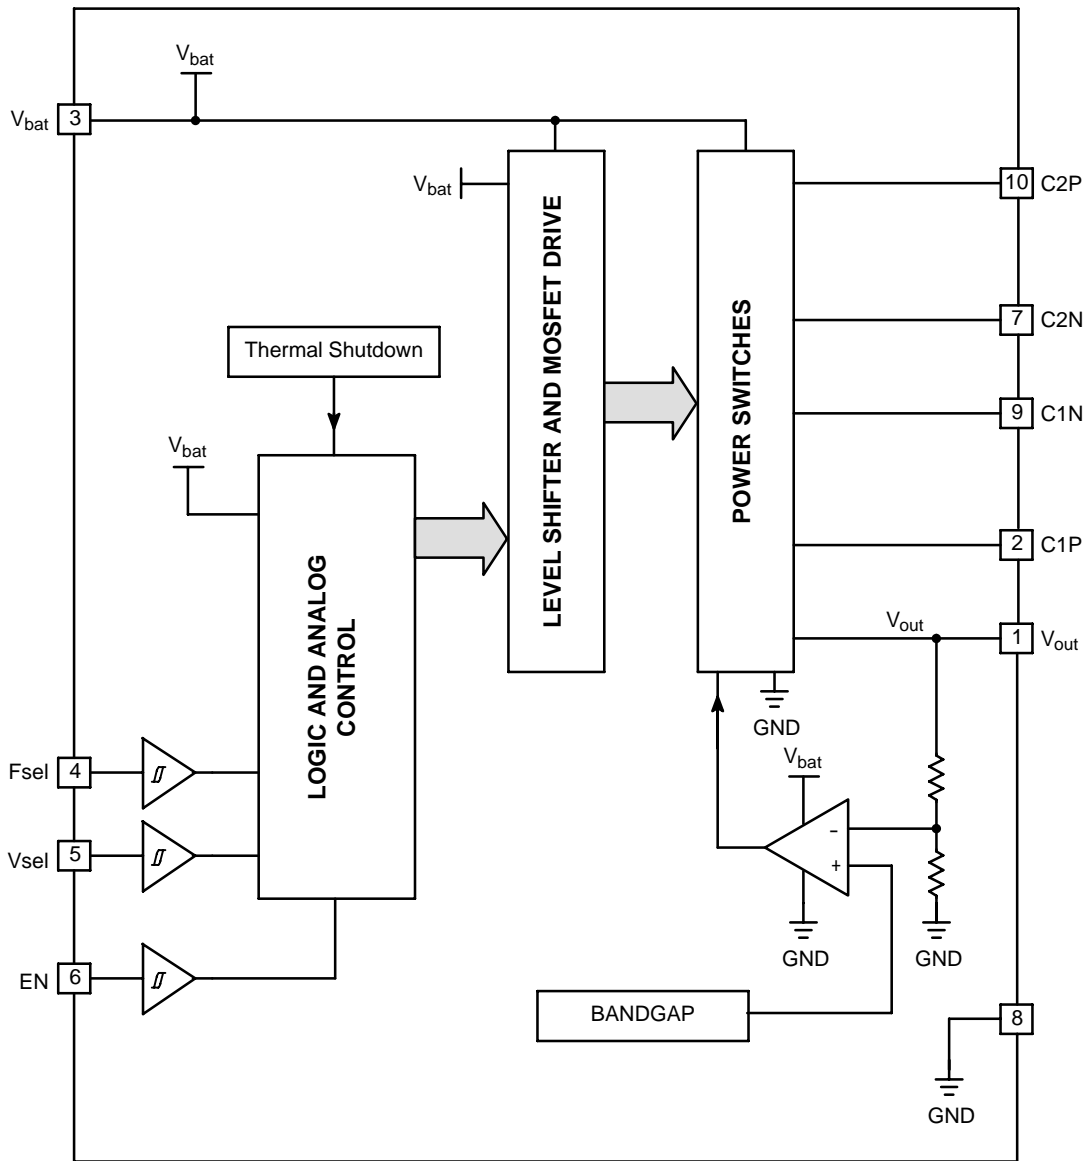 Vbat
Vbat
3
Vbat
10
C2P
LEVEL SHIFTER AND MOSFET DRIVE
POWER SWITCHES
7
C2N
Thermal Shutdown
9
C1N
Vbat
2
C1P
LOGIC AND ANALOG
CONTROL
Vout
1
Vout
GND
Vbat
Fsel
4
-
Vsel
5
+
GND
GND
EN
6
BANDGAP
8
GND